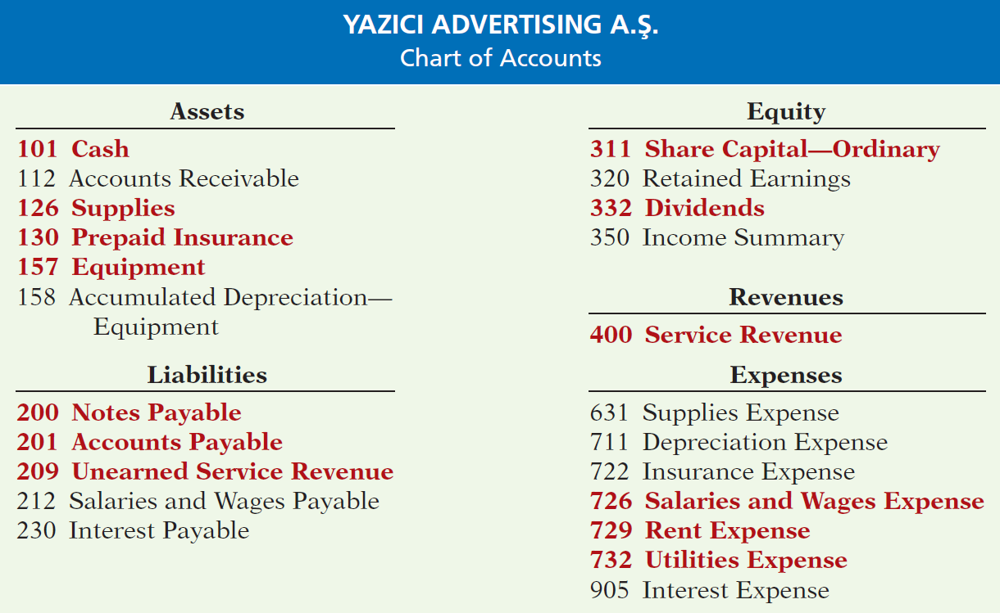 YAZICI ADVERTISING A.Ş.
Chart of Accounts
Assets
101 Cash
112 Accounts Receivable
126 Supplies
130 Prepaid Insurance
157 Equipment
158 Accumulated Depreciation—
Equipment
Liabilities
200 Notes Payable
201 Accounts Payable
209 Unearned Service Revenue
212 Salaries and Wages Payable
230 Interest Payable
Equity
311 Share Capital—Ordinary
320 Retained Earnings
332 Dividends
350 Income Summary
Revenues
400 Service Revenue
Expenses
631 Supplies Expense
711 Depreciation Expense
722 Insurance Expense
726 Salaries and Wages Expense
729 Rent Expense
732 Utilities Expense
905 Interest Expense